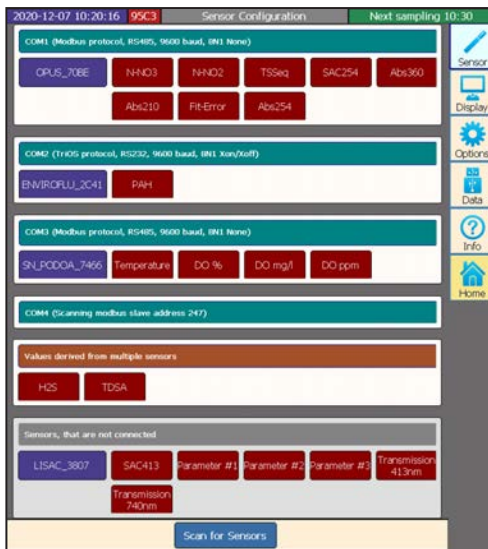 2020-12-07 10:20:16 95C3 Sensor Configuration Next sampling 10:30
COM1 (Modbus protocol, RS485, 9600 baud, 8N1 None)
OPUS_70BE N-NO3 N-NO2 TSSeq SAC254 Abs360
Abs210 Fit-Error Abs254
COM2 (TriOS protocol, RS232, 9600 baud, 8N1 Xon/Xoff)
ENVIROFLU_2C41 PAH
COM3 (Modbus protocol, RS485, 9600 baud, 8N1 None)
SN_PODOA_7466 Temperature DO % DO mg/l DO ppm
COM4 (Scanning modbus slave address 247)
Values derived from multiple sensors
H2S TDSA
Sensors, that are not connected
LISAC_3807 SAC413 Parameter #1 Parameter #2 Parameter #3 Transmission 413nm
Transmission 740nm
Scan for Sensors
Sensor
Display
Options
Data
Info
Home